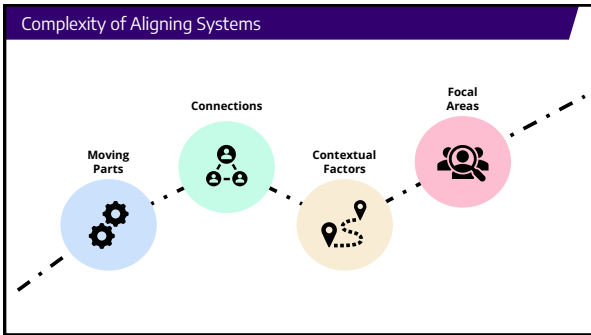 Complexity of Aligning Systems
Moving
Parts
Connections
Contextual
Factors
Focal
Areas